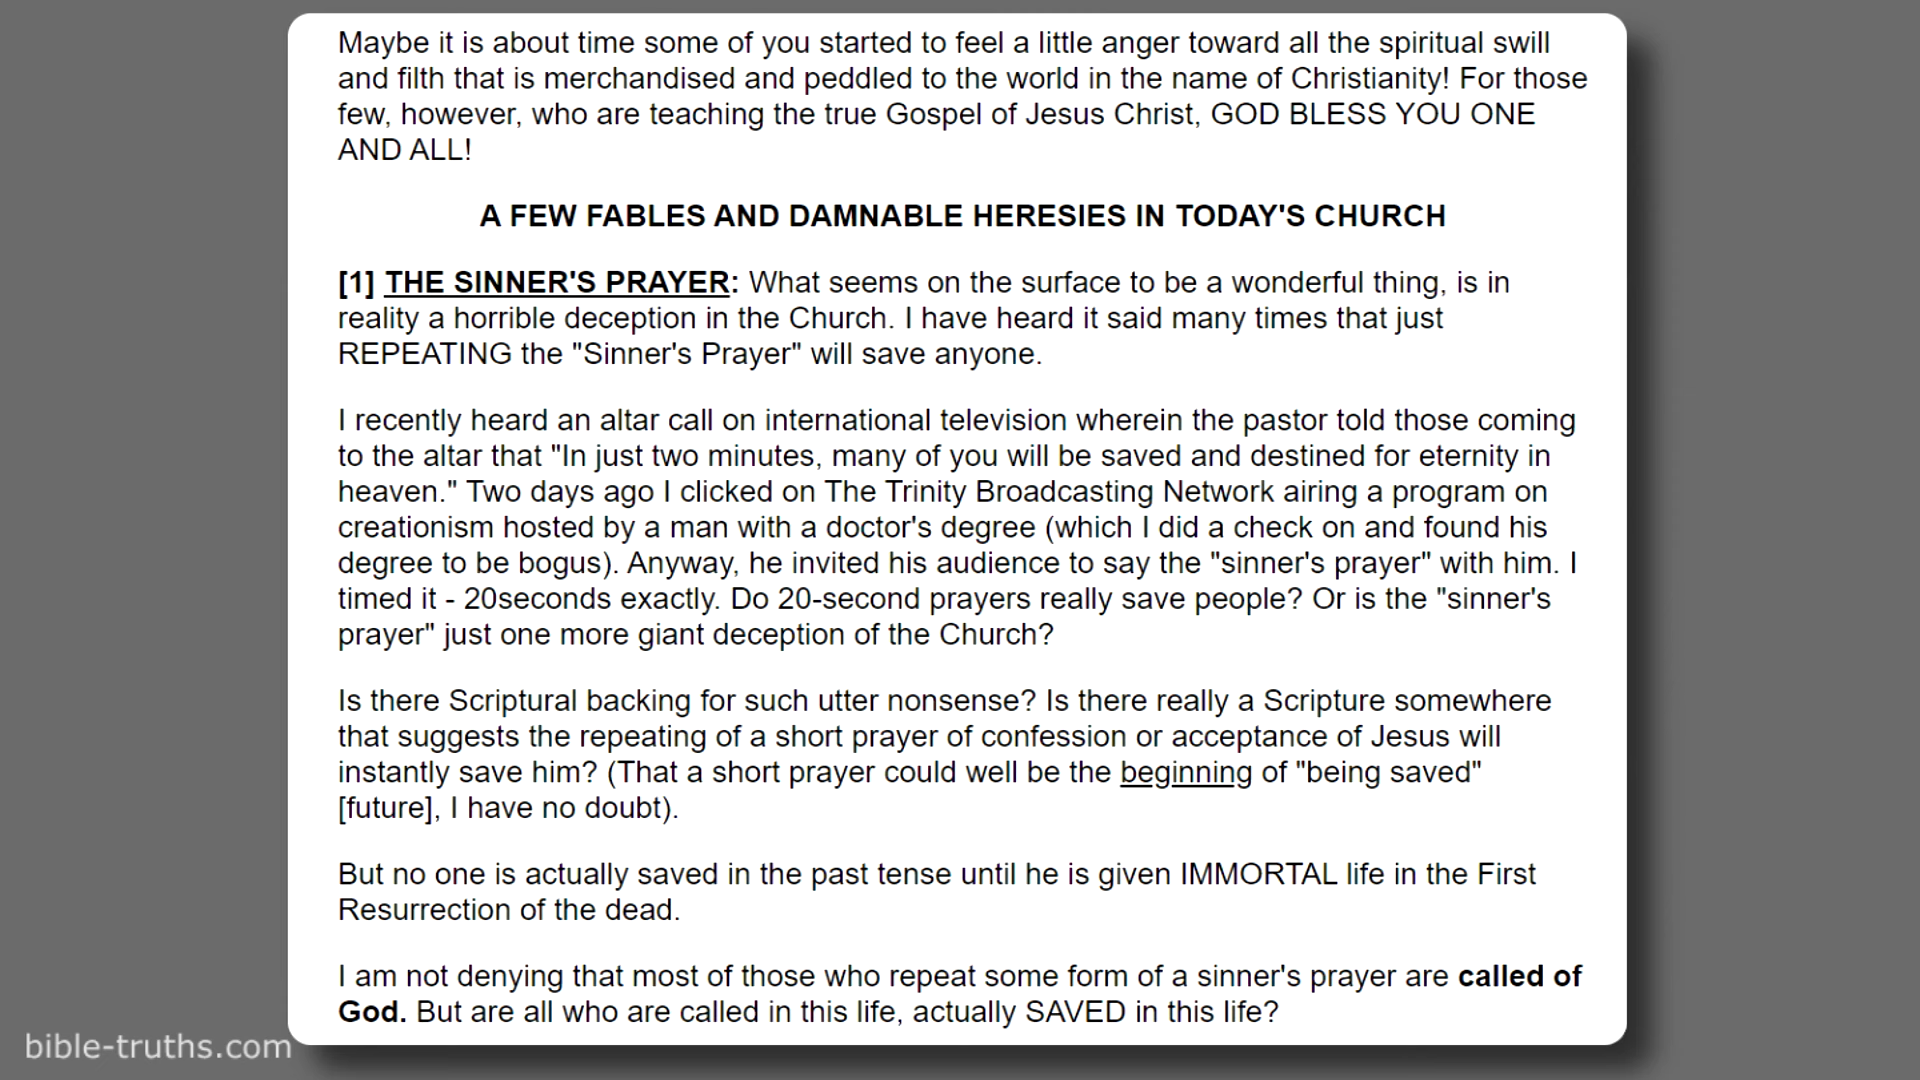 Maybe it is about time some of you started to feel a little anger toward all the spiritual swill
and filth that is merchandised and peddled to the world in the name of Christianity! For those
few, however, who are teaching the true Gospel of Jesus Christ, GOD BLESS YOU ONE
AND ALL!
A FEW FABLES AND DAMNABLE HERESIES IN TODAY'S CHURCH
[1] THE SINNER'S PRAYER: What seems on the surface to be a wonderful thing, is in
reality a horrible deception in the Church. I have heard it said many times that just
REPEATING the "Sinner's Prayer" will save anyone.
I recently heard an altar call on international television wherein the pastor told those coming
to the altar that "In just two minutes, many of you will be saved and destined for eternity in
heaven." Two days ago I clicked on The Trinity Broadcasting Network airing a program on
creationism hosted by a man with a doctor's degree (which I did a check on and found his
degree to be bogus). Anyway, he invited his audience to say the "sinner's prayer" with him. I
timed it - 20seconds exactly. Do 20-second prayers really save people? Or is the "sinner's
prayer" just one more giant deception of the Church?
Is there Scriptural backing for such utter nonsense? Is there really a Scripture somewhere
that suggests the repeating of a short prayer of confession or acceptance of Jesus will
instantly save him? (That a short prayer could well be the beginning of "being saved"
[future], I have no doubt).
But no one is actually saved in the past tense until he is given IMMORTAL life in the First
Resurrection of the dead.
I am not denying that most of those who repeat some form of a sinner's prayer are called of
God. But are all who are called in this life, actually SAVED in this life?
bible-truths.com